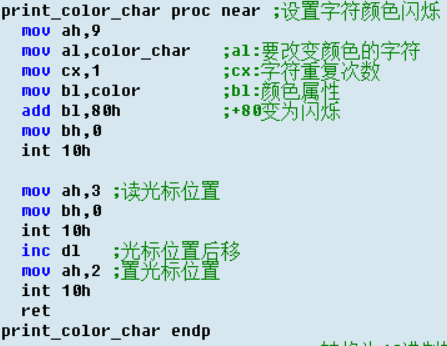 print_color_char proc near ;设置字符颜色闪烁
mov ah,9
mov al,color_char ;al:要改变颜色的字符
mov cx,1 ;cx:字符重复次数
mov bl,color ;bl:颜色属性
add bl,80h ;+80变为闪烁
mov bh,0
int 10h
mov ah,3 ;读光标位置
mov bh,0
int 10h
inc dl ;光标位置后移
mov ah,2 ;置光标位置
int 10h
ret
print_color_char endp